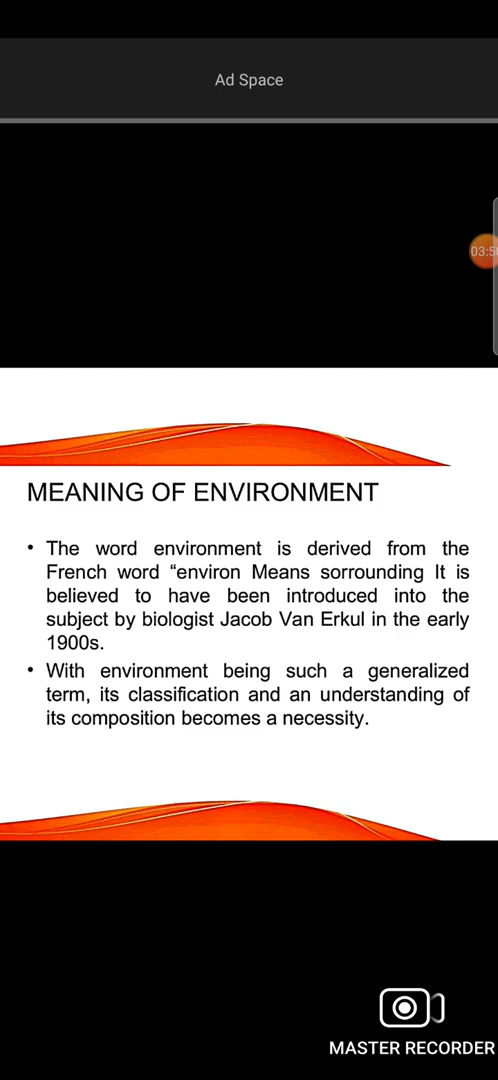 Ad Space
MEANING OF ENVIRONMENT
• The word environment is derived from the
French word “environ Means sorrounding It is
believed to have been introduced into the
subject by biologist Jacob Van Erkul in the early
1900s.
• With environment being such a generalized
term, its classification and an understanding of
its composition becomes a necessity.
MASTER RECORDER